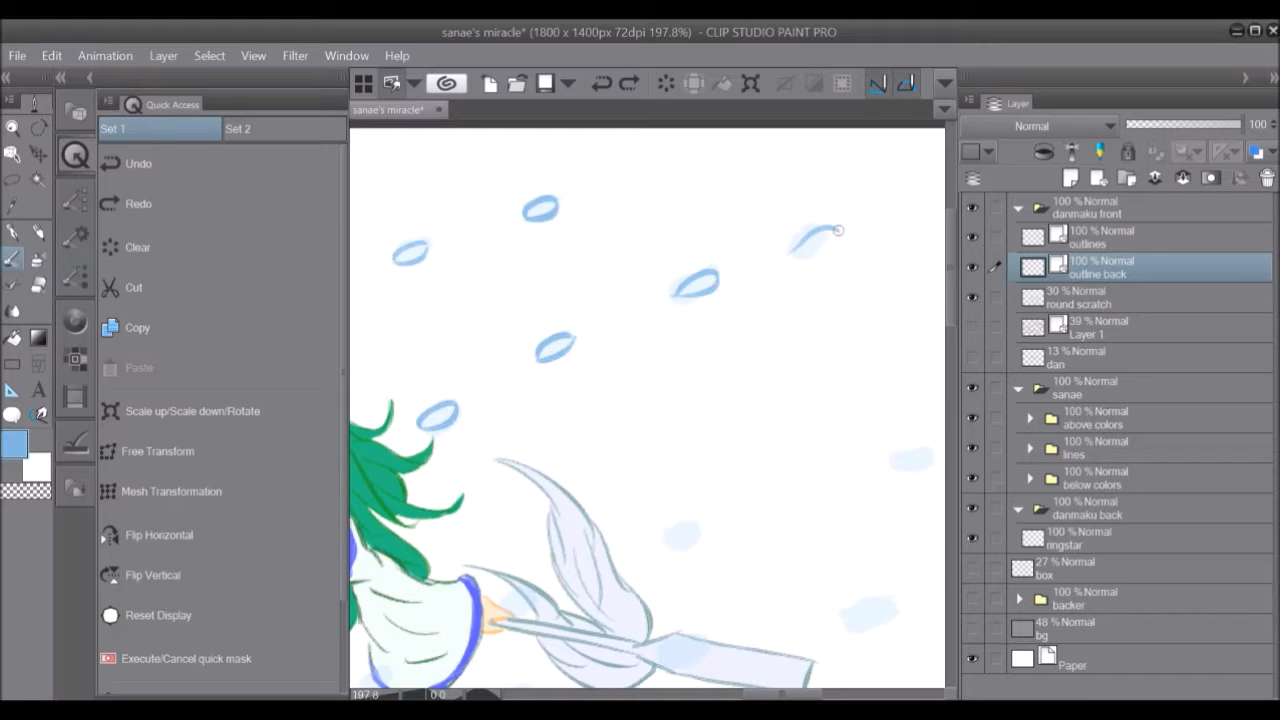 sanae's miracle* (1800 x 1400px 72dpi 197.8%) - CLIP STUDIO PAINT PRO
File Edit Animation Layer Select View Filter Window Help
Quick Access
Set 1 Set 2
Undo
Redo
Clear
Cut
Copy
Paste
Scale up/Scale down/Rotate
Free Transform
Mesh Transformation
Flip Horizontal
Flip Vertical
Reset Display
Execute/Cancel quick mask
sanae's miracle*
197.8 0.0
Layer
Normal 100
100 % Normal
danmaku front
100 % Normal
outlines
100 % Normal
outline back
30 % Normal
round scratch
39 % Normal
Layer 1
13 % Normal
dan
100 % Normal
sanae
100 % Normal
above colors
100 % Normal
lines
100 % Normal
below colors
100 % Normal
danmaku back
100 % Normal
ringstar
27 % Normal
box
100 % Normal
backer
48 % Normal
bg
Paper